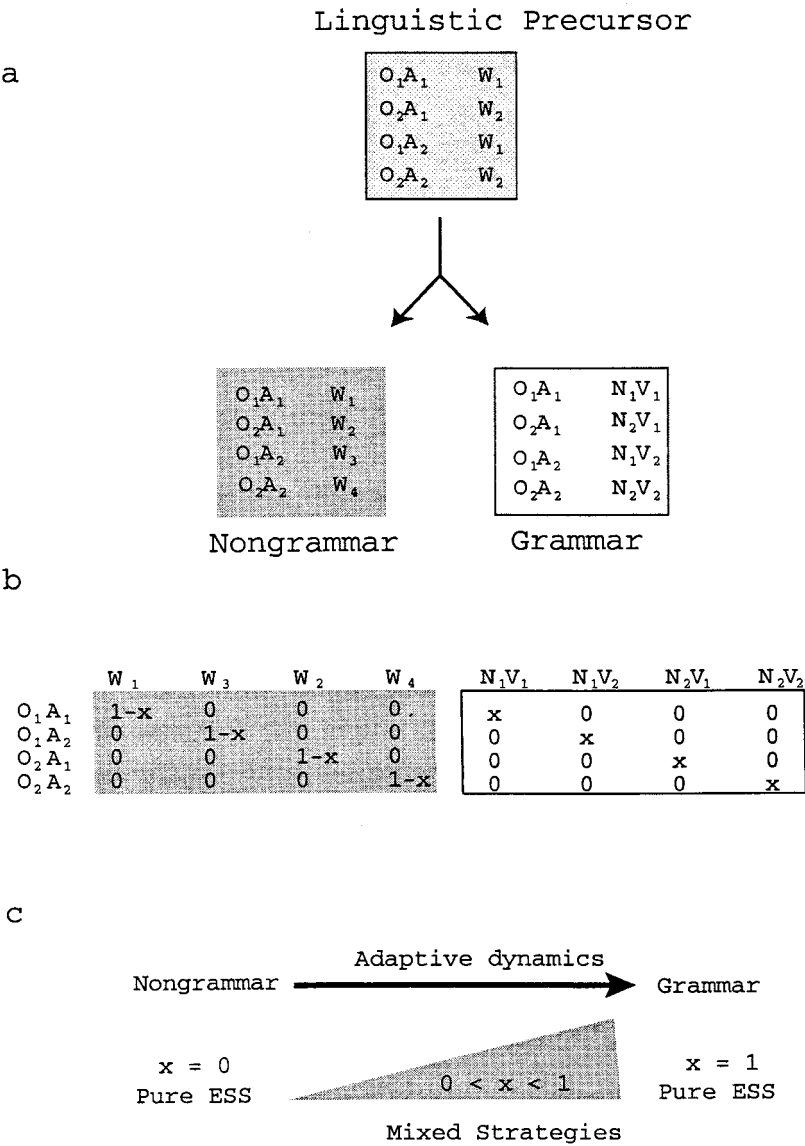 Linguistic Precursor
a
O₁A₁ W₁
O₂A₁ W₂
O₁A₂ W₁
O₂A₂ W₂
O₁A₁ W₁
O₂A₁ W₂
O₁A₂ W₃
O₂A₂ W₄
Nongrammar
O₁A₁ N₁V₁
O₂A₁ N₂V₁
O₁A₂ N₁V₂
O₂A₂ N₂V₂
Grammar
b
W₁ W₃ W₂ W₄ N₁V₁ N₁V₂ N₂V₁ N₂V₂
O₁A₁ 1-x 0 0 0 x 0 0 0
O₁A₂ 0 1-x 0 0 0 x 0 0
O₂A₁ 0 0 1-x 0 0 0 x 0
O₂A₂ 0 0 0 1-x 0 0 0 x
c
Adaptive dynamics
Nongrammar Grammar
x = 0 0 < x < 1 x = 1
Pure ESS Pure ESS
Mixed Strategies